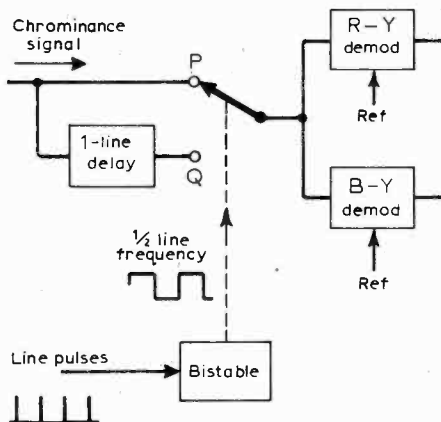 Chrominance
signal
P
R-Y
demod
Ref
1-line
delay
Q
B-Y
demod
Ref
½ line
frequency
Line pulses
Bistable